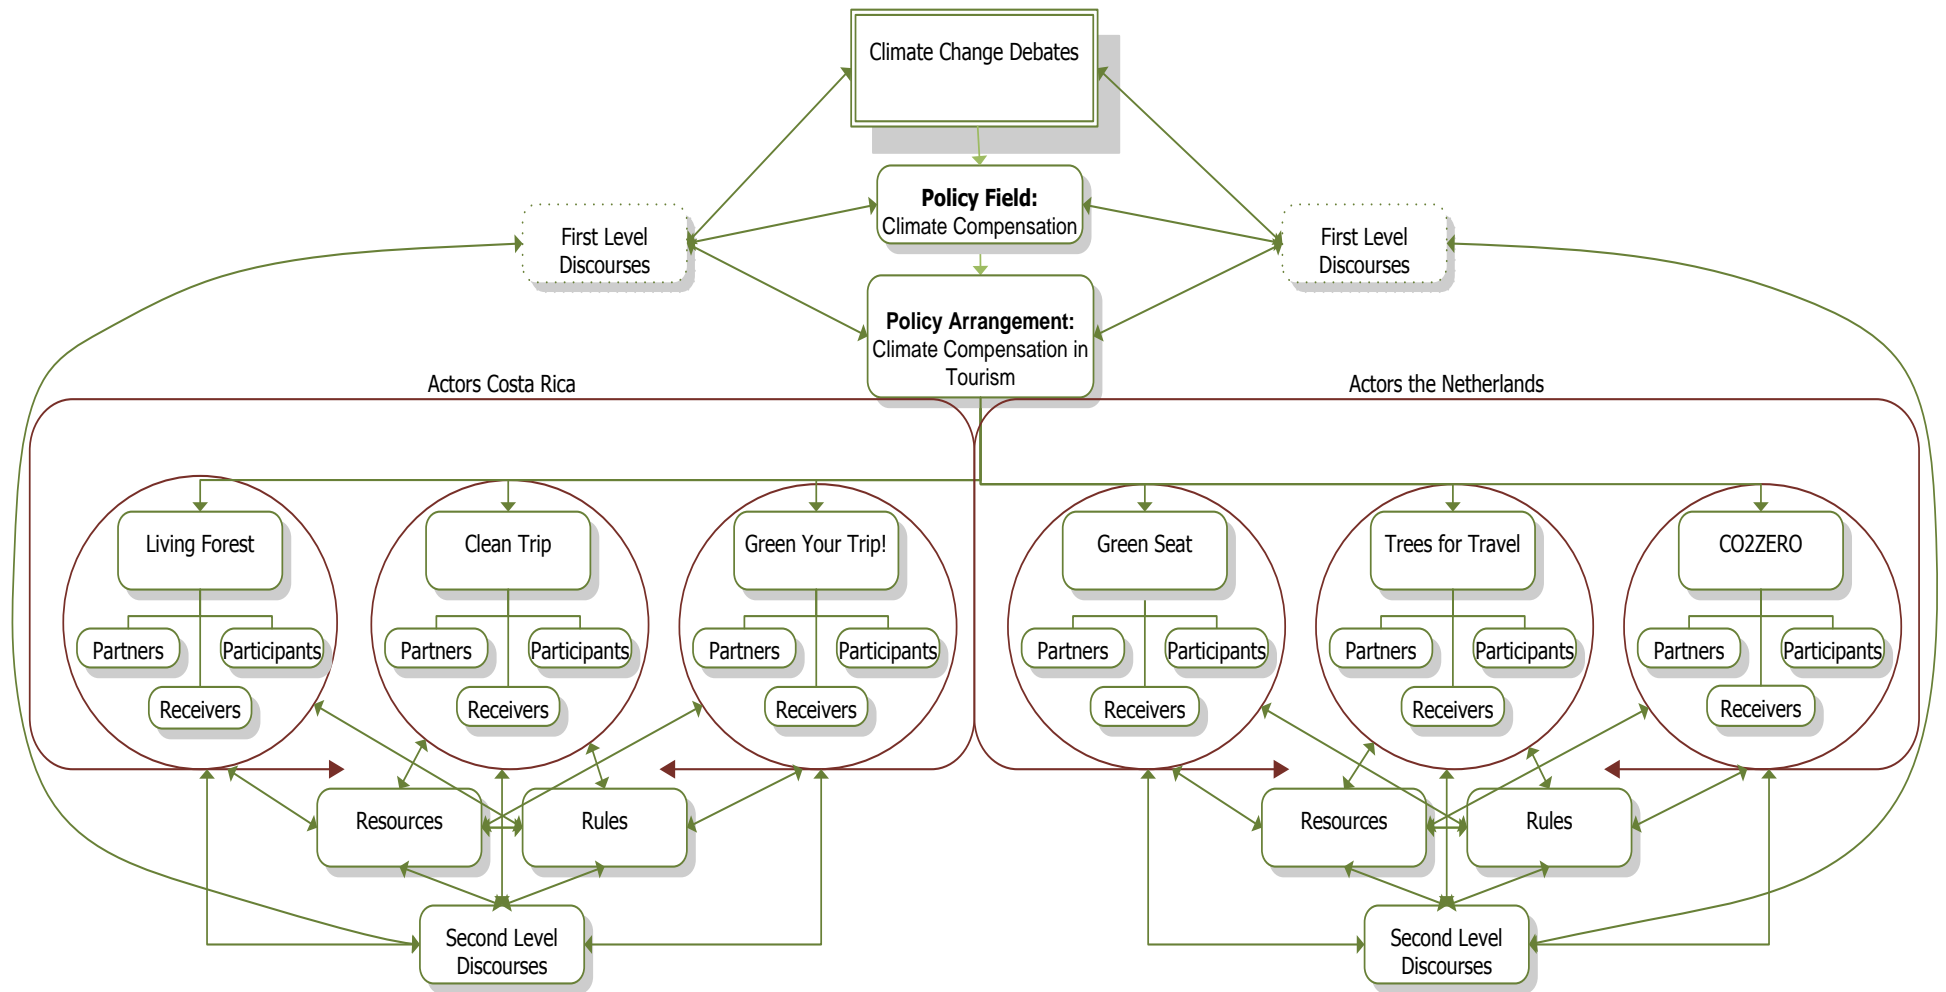 Climate Change Debates
Policy Field:
Climate Compensation
First Level
Discourses
First Level
Discourses
Policy Arrangement:
Climate Compensation in
Tourism
Actors Costa Rica
Actors the Netherlands
Living Forest
Clean Trip
Green Your Trip!
Green Seat
Trees for Travel
CO2ZERO
Partners
Participants
Partners
Participants
Partners
Participants
Partners
Participants
Partners
Participants
Partners
Participants
Receivers
Receivers
Receivers
Receivers
Receivers
Receivers
Resources
Rules
Resources
Rules
Second Level
Discourses
Second Level
Discourses